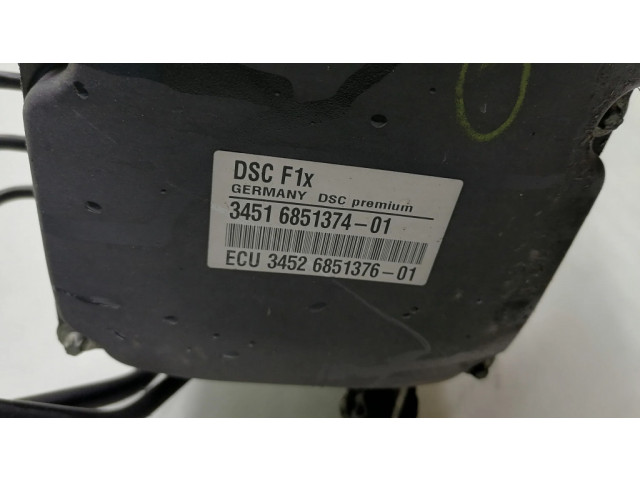 DSC F1x
GERMANY DSC premium
3451 6851374-01
ECU 3452 6851376-01